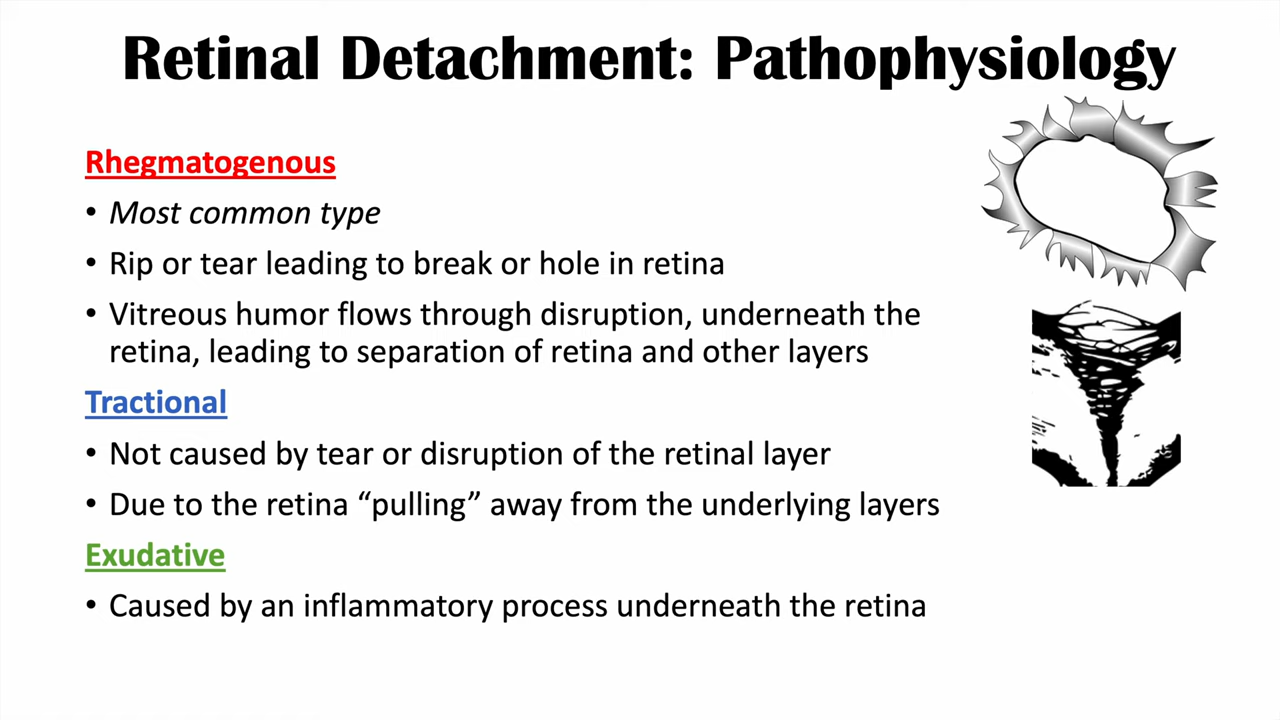 Retinal Detachment: Pathophysiology
Rhegmatogenous
• Most common type
• Rip or tear leading to break or hole in retina
• Vitreous humor flows through disruption, underneath the
retina, leading to separation of retina and other layers
Tractional
• Not caused by tear or disruption of the retinal layer
• Due to the retina “pulling” away from the underlying layers
Exudative
• Caused by an inflammatory process underneath the retina